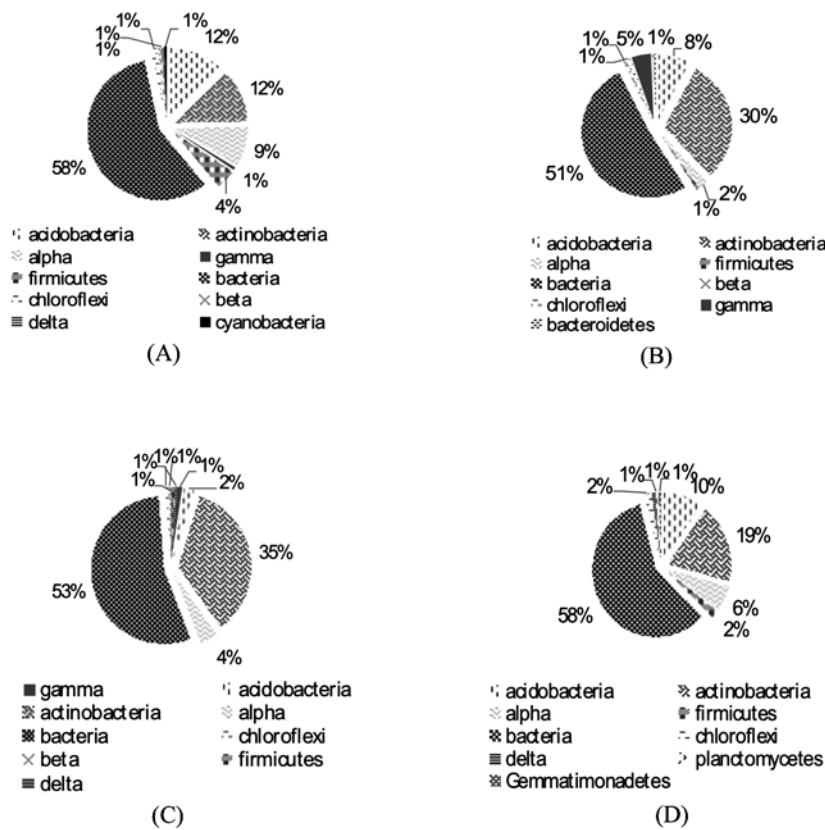 1% 1%
1% 12%
1%
12%
58%
9%
1%
4%
acidobacteria actinobacteria
alpha gamma
firmicutes bacteria
chloroflexi beta
delta cyanobacteria
(A)
1% 5% 1% 8%
1%
30%
51%
2%
1%
acidobacteria actinobacteria
alpha firmicutes
bacteria beta
chloroflexi gamma
bacteroidetes
(B)
1% 1%
1% 1%
1% 2%
35%
53%
4%
gamma acidobacteria
actinobacteria alpha
bacteria chloroflexi
beta firmicutes
delta
(C)
1% 1% 1%
2% 10%
19%
58% 6%
2%
acidobacteria actinobacteria
alpha firmicutes
bacteria chloroflexi
delta planctomycetes
Gemmatimonadetes
(D)